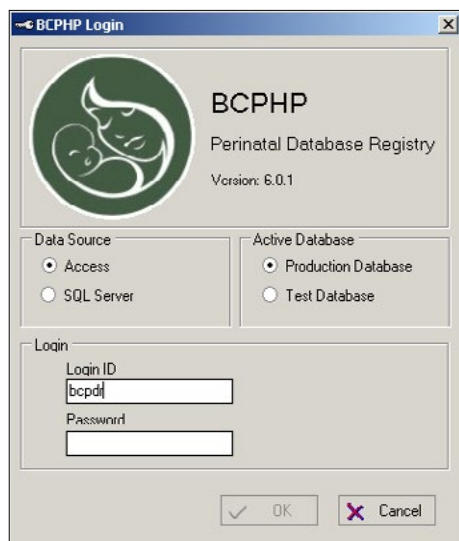 BCPHP Login
BCPHP
Perinatal Database Registry
Version: 6.0.1
Data Source
Access
SQL Server
Active Database
Production Database
Test Database
Login
Login ID
bcpdr
Password
OK
Cancel